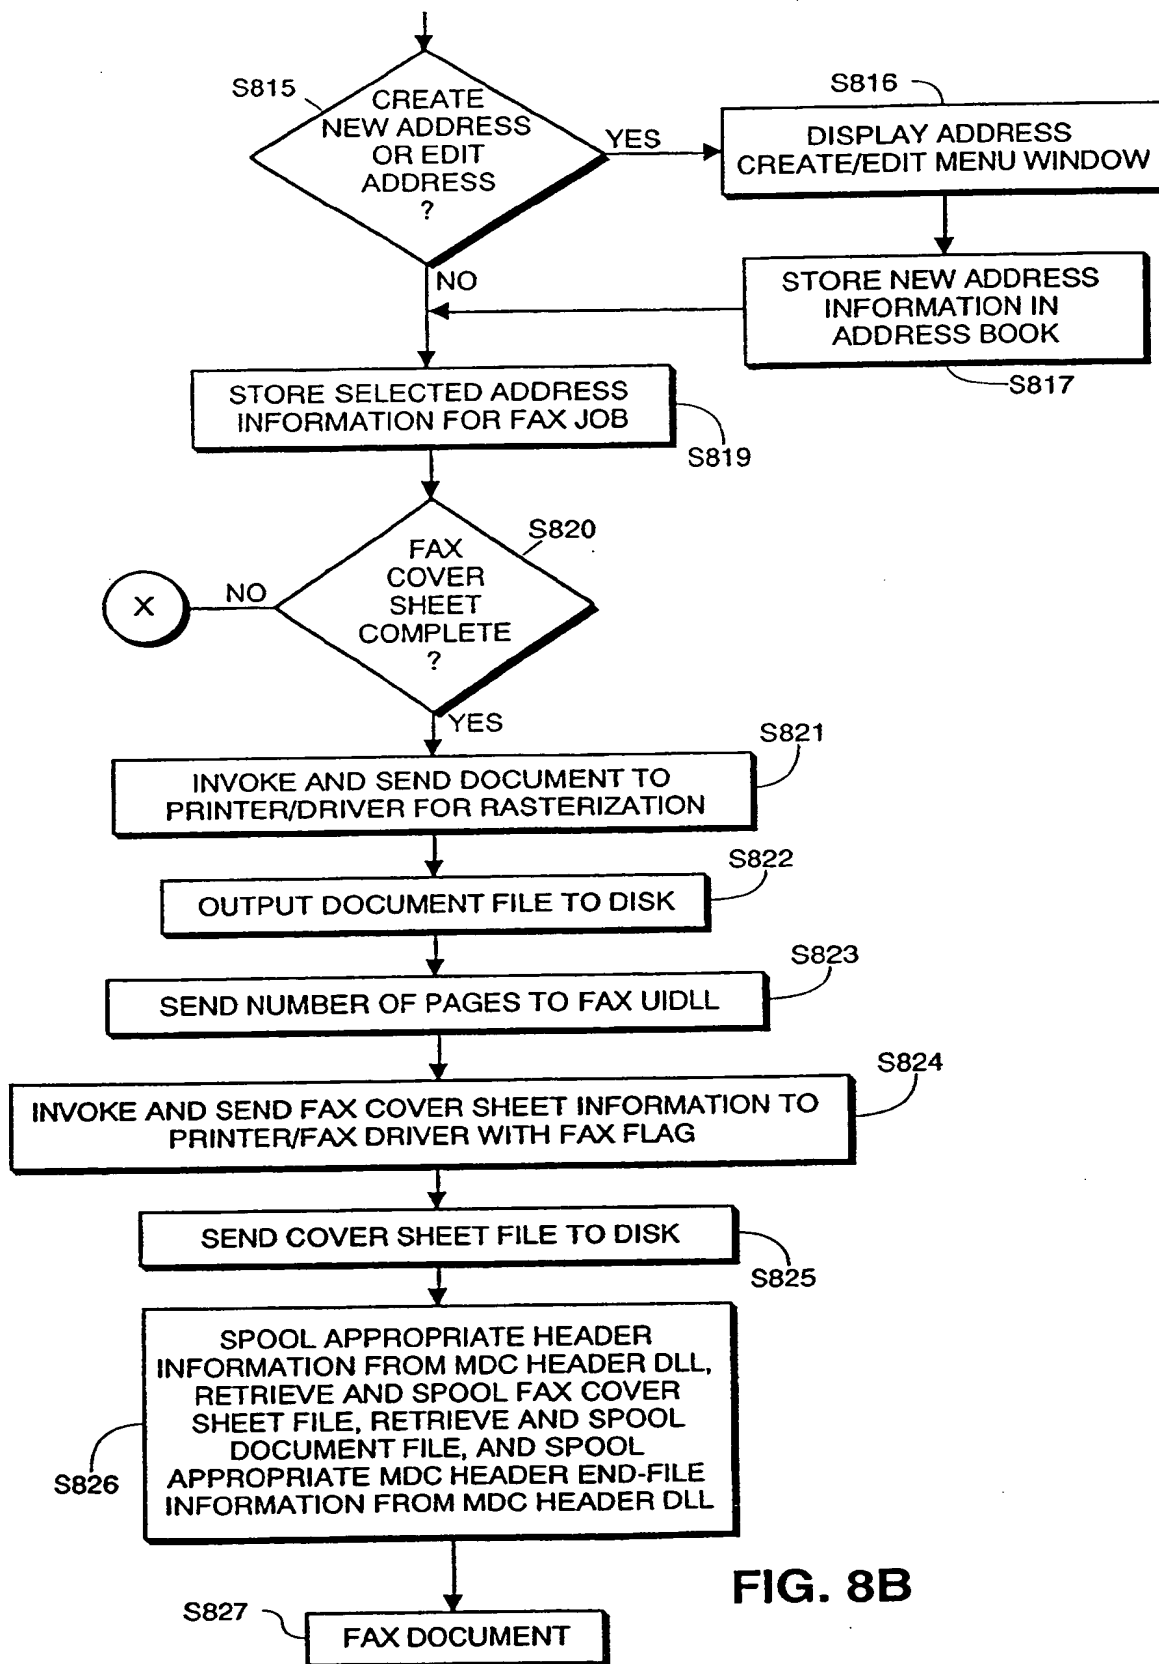 S815
CREATE
NEW ADDRESS
OR EDIT
ADDRESS
?
YES
S816
DISPLAY ADDRESS
CREATE/EDIT MENU WINDOW
NO
STORE NEW ADDRESS
INFORMATION IN
ADDRESS BOOK
S817
STORE SELECTED ADDRESS
INFORMATION FOR FAX JOB
S819
S820
FAX
COVER
SHEET
COMPLETE
?
NO
X
YES
S821
INVOKE AND SEND DOCUMENT TO
PRINTER/DRIVER FOR RASTERIZATION
S822
OUTPUT DOCUMENT FILE TO DISK
S823
SEND NUMBER OF PAGES TO FAX UIDLL
S824
INVOKE AND SEND FAX COVER SHEET INFORMATION TO
PRINTER/FAX DRIVER WITH FAX FLAG
SEND COVER SHEET FILE TO DISK
S825
SPOOL APPROPRIATE HEADER
INFORMATION FROM MDC HEADER DLL,
RETRIEVE AND SPOOL FAX COVER
SHEET FILE, RETRIEVE AND SPOOL
DOCUMENT FILE, AND SPOOL
APPROPRIATE MDC HEADER END-FILE
INFORMATION FROM MDC HEADER DLL
S826
FIG. 8B
S827
FAX DOCUMENT